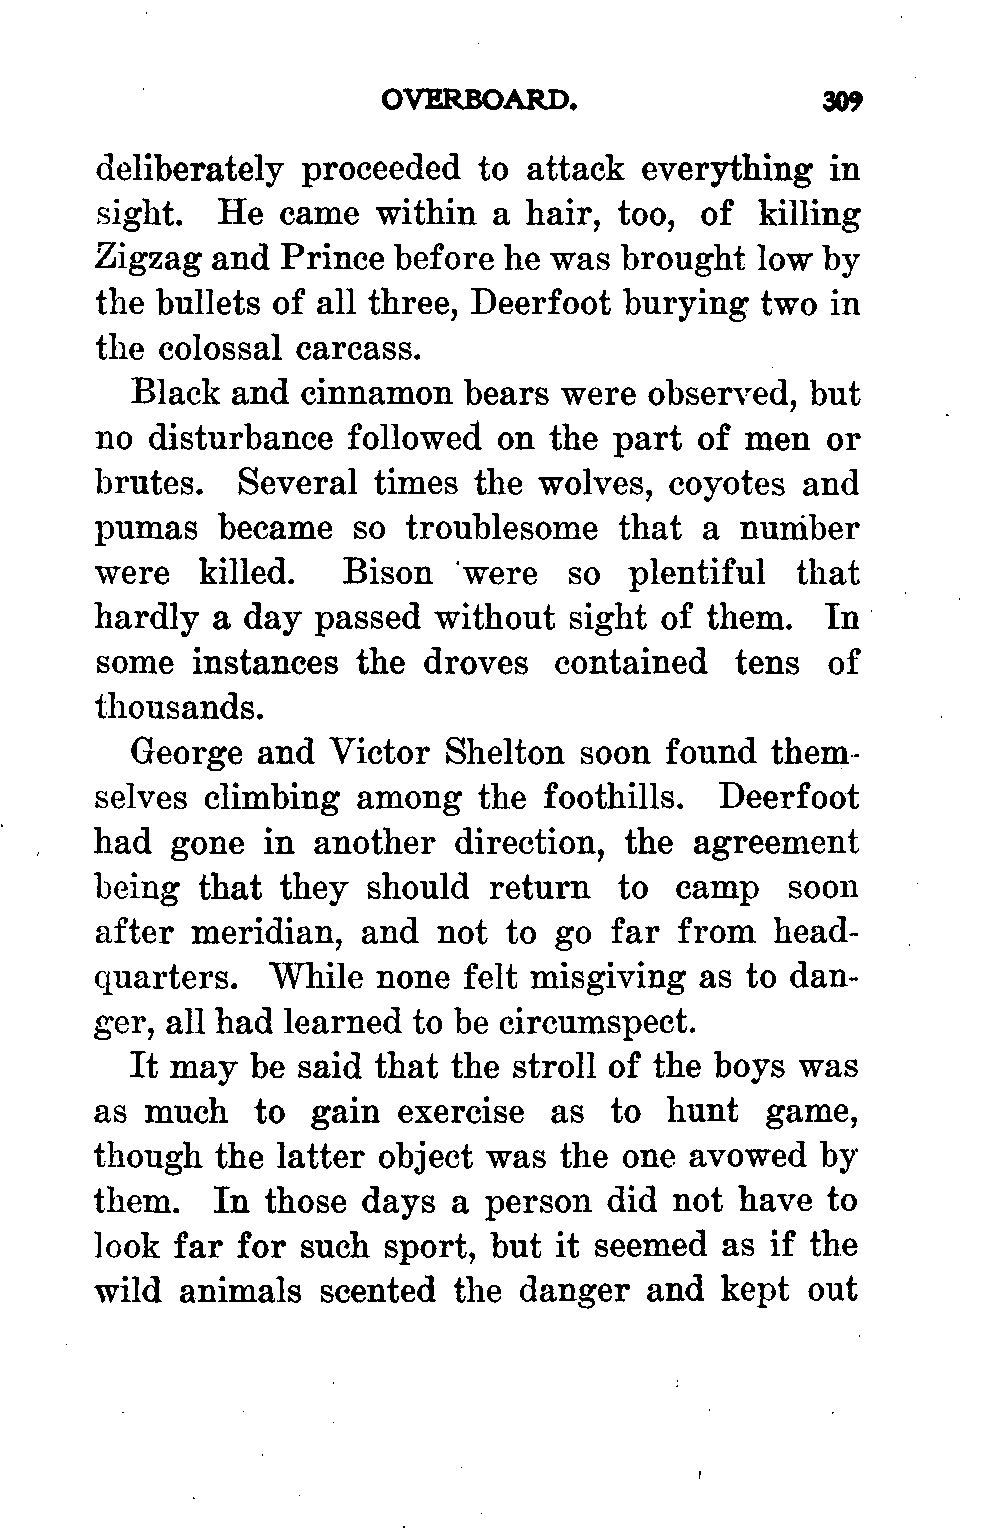 OVERBOARD. 309
deliberately proceeded to attack everything in
sight. He came within a hair, too, of killing
Zigzag and Prince before he was brought low by
the bullets of all three, Deerfoot burying two in
the colossal carcass.
Black and cinnamon bears were observed, but
no disturbance followed on the part of men or
brutes. Several times the wolves, coyotes and
pumas became so troublesome that a number
were killed. Bison were so plentiful that
hardly a day passed without sight of them. In
some instances the droves contained tens of
thousands.
George and Victor Shelton soon found them-
selves climbing among the foothills. Deerfoot
had gone in another direction, the agreement
being that they should return to camp soon
after meridian, and not to go far from head-
quarters. While none felt misgiving as to dan-
ger, all had learned to be circumspect.
It may be said that the stroll of the boys was
as much to gain exercise as to hunt game,
though the latter object was the one avowed by
them. In those days a person did not have to
look far for such sport, but it seemed as if the
wild animals scented the danger and kept out